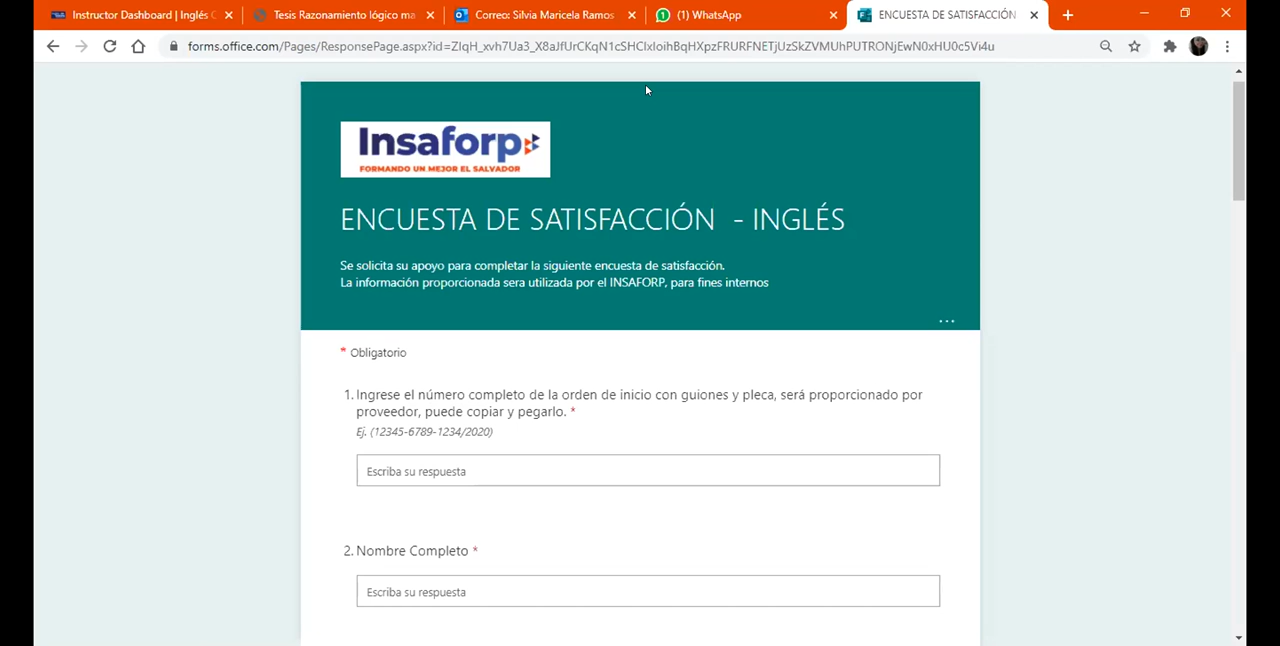 Instructor Dashboard | Inglés C
Tesis Razonamiento lógico ma
Correo: Silvia Maricela Ramos
(1) WhatsApp
ENCUESTA DE SATISFACCIÓN
forms.office.com/Pages/ResponsePage.aspx?id=ZIqH_xvh7Ua3_X8aJfUrCKqN1cSHCIxIoihBqHXpzFRURFNETjUzSkZVMUhPUTRONjEwN0xHU0c5Vi4u
Insaforp
FORMANDO UN MEJOR EL SALVADOR
ENCUESTA DE SATISFACCIÓN - INGLÉS
Se solicita su apoyo para completar la siguiente encuesta de satisfacción.
La información proporcionada sera utilizada por el INSAFORP, para fines internos
...
* Obligatorio
1. Ingrese el número completo de la orden de inicio con guiones y pleca, será proporcionado por
proveedor, puede copiar y pegarlo. *
Ej. (12345-6789-1234/2020)
Escriba su respuesta
2. Nombre Completo *
Escriba su respuesta